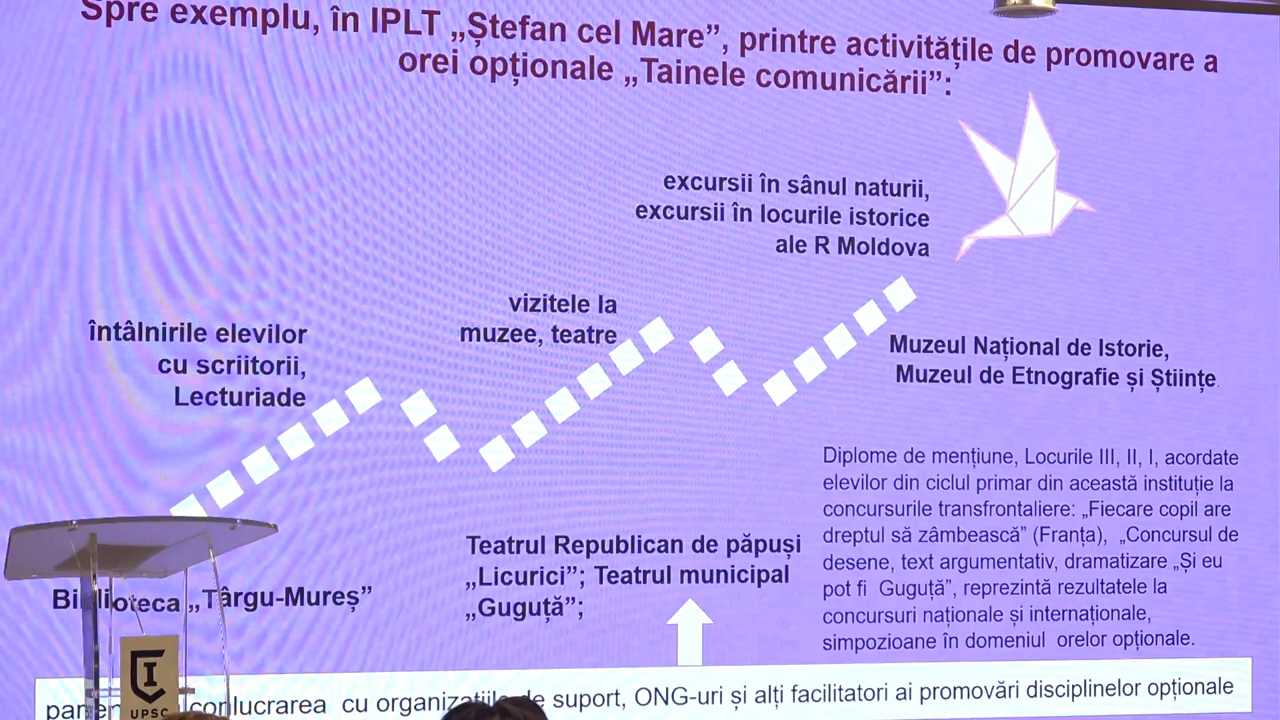 Spre exemplu, în IPLT „Ștefan cel Mare”, printre activitățile de promovare a
orei opționale „Tainele comunicării”:
excursii în sânul naturii,
excursii în locurile istorice
ale R Moldova
vizitele la
muzee, teatre
întâlnirile elevilor
cu scriitorii,
Lecturiade
Muzeul Național de Istorie,
Muzeul de Etnografie și Științe
Diplome de mențiune, Locurile III, II, I, acordate
elevilor din ciclul primar din această instituție la
concursurile transfrontaliere: „Fiecare copil are
dreptul să zâmbească” (Franța), „Concursul de
desene, text argumentativ, dramatizare „Și eu
pot fi Guguță”, reprezintă rezultatele la
concursuri naționale și internaționale,
simpozioane în domeniul orelor opționale.
Teatrul Republican de păpuși
„Licurici”; Teatrul municipal
„Guguță”;
Biblioteca „Târgu-Mureș”
conlucrarea cu organizațiile de suport, ONG-uri și alți facilitatori ai promovări disciplinelor opționale
UPSC